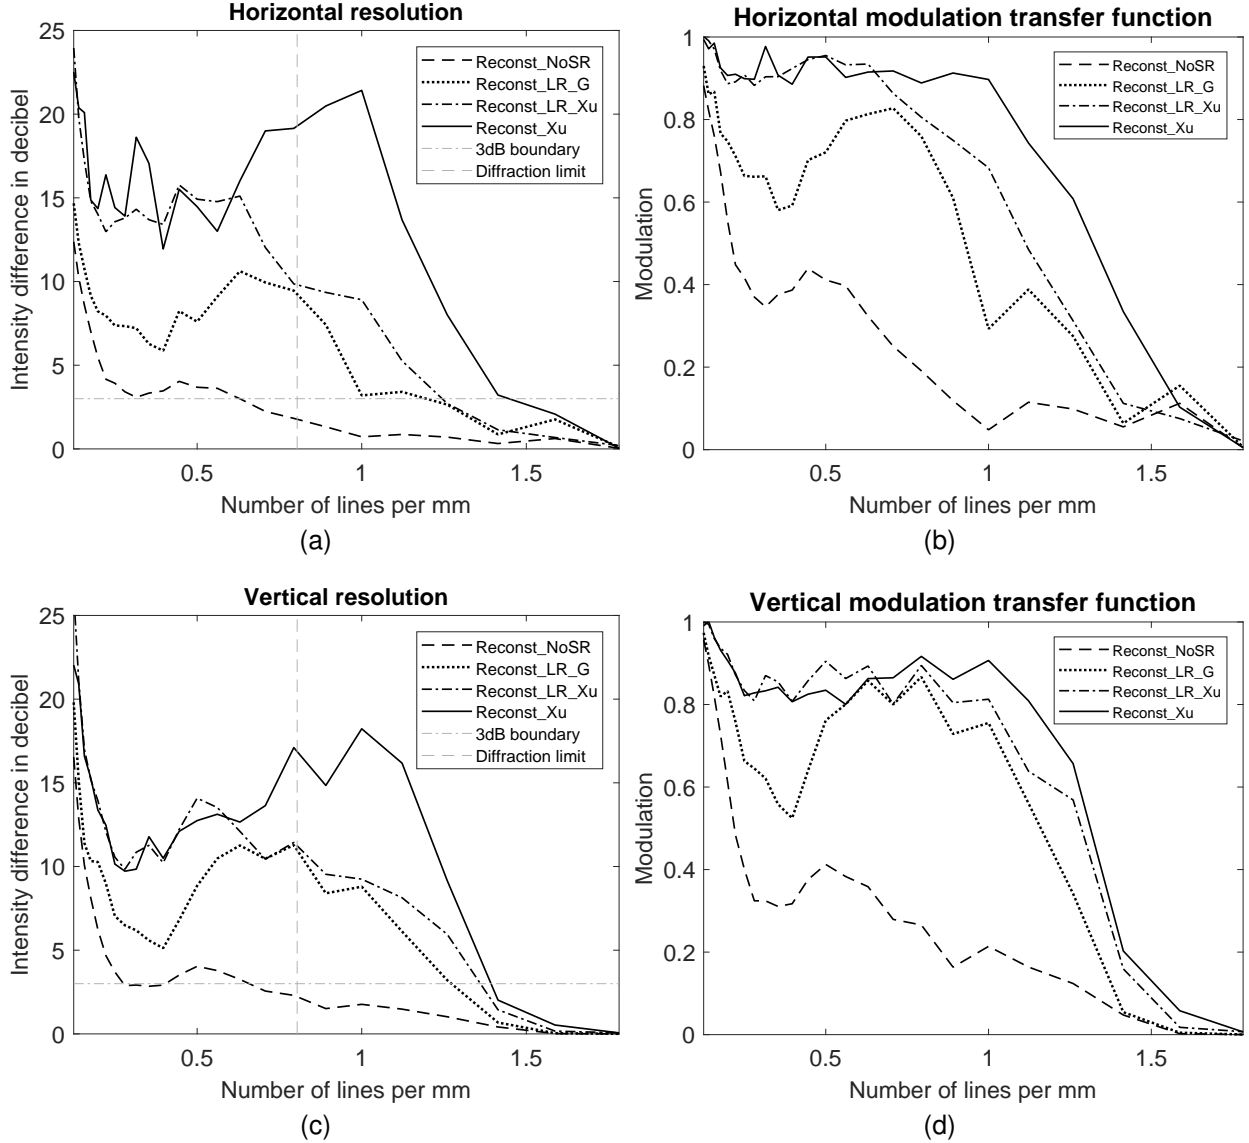 Horizontal resolution
25
20
15
10
5
0
0.5
1
1.5
Intensity difference in decibel
Number of lines per mm
Reconst_NoSR
Reconst_LR_G
Reconst_LR_Xu
Reconst_Xu
3dB boundary
Diffraction limit
(a)
Horizontal modulation transfer function
1
0.8
0.6
0.4
0.2
0
0.5
1
1.5
Modulation
Number of lines per mm
Reconst_NoSR
Reconst_LR_G
Reconst_LR_Xu
Reconst_Xu
(b)
Vertical resolution
25
20
15
10
5
0
0.5
1
1.5
Intensity difference in decibel
Number of lines per mm
Reconst_NoSR
Reconst_LR_G
Reconst_LR_Xu
Reconst_Xu
3dB boundary
Diffraction limit
(c)
Vertical modulation transfer function
1
0.8
0.6
0.4
0.2
0
0.5
1
1.5
Modulation
Number of lines per mm
Reconst_NoSR
Reconst_LR_G
Reconst_LR_Xu
Reconst_Xu
(d)